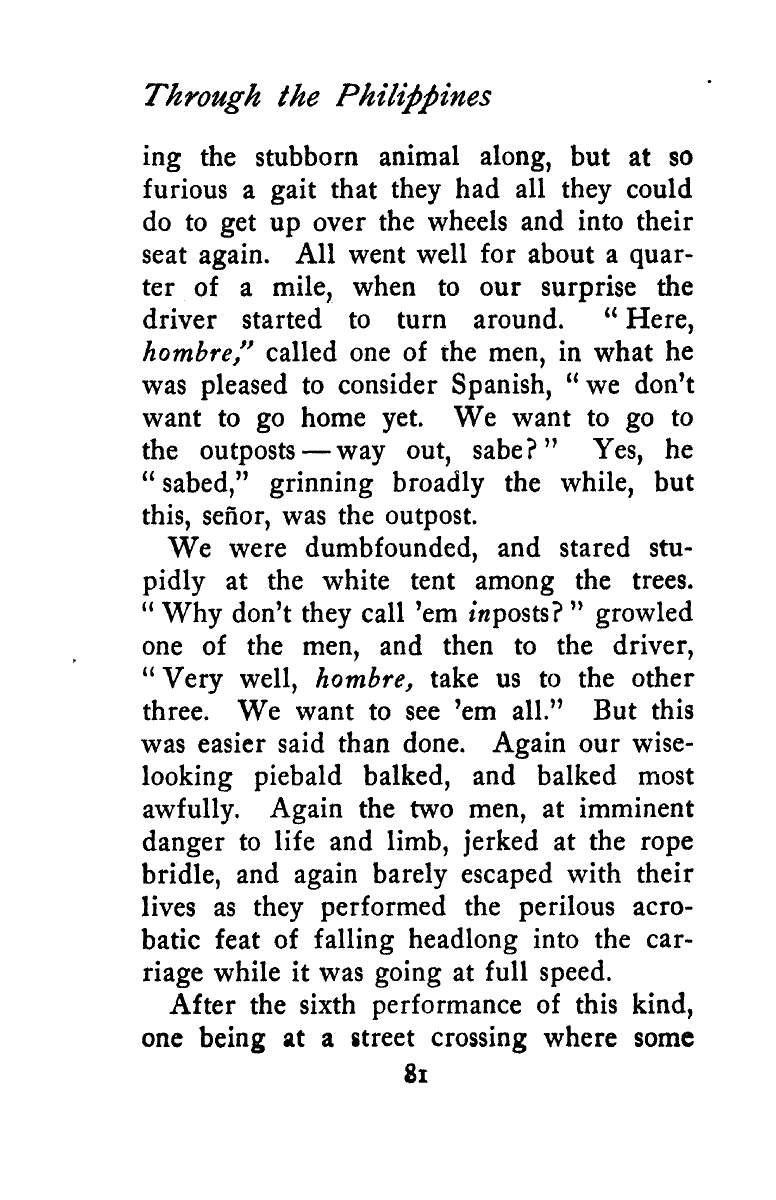 Through the Philippines
ing the stubborn animal along, but at so
furious a gait that they had all they could
do to get up over the wheels and into their
seat again. All went well for about a quar-
ter of a mile, when to our surprise the
driver started to turn around. “ Here,
hombre,” called one of the men, in what he
was pleased to consider Spanish, “ we don’t
want to go home yet. We want to go to
the outposts — way out, sabe? ” Yes, he
“ sabed,” grinning broadly the while, but
this, señor, was the outpost.
We were dumbfounded, and stared stu-
pidly at the white tent among the trees.
“ Why don’t they call ’em inposts? ” growled
one of the men, and then to the driver,
“ Very well, hombre, take us to the other
three. We want to see ’em all.” But this
was easier said than done. Again our wise-
looking piebald balked, and balked most
awfully. Again the two men, at imminent
danger to life and limb, jerked at the rope
bridle, and again barely escaped with their
lives as they performed the perilous acro-
batic feat of falling headlong into the car-
riage while it was going at full speed.
After the sixth performance of this kind,
one being at a street crossing where some
81